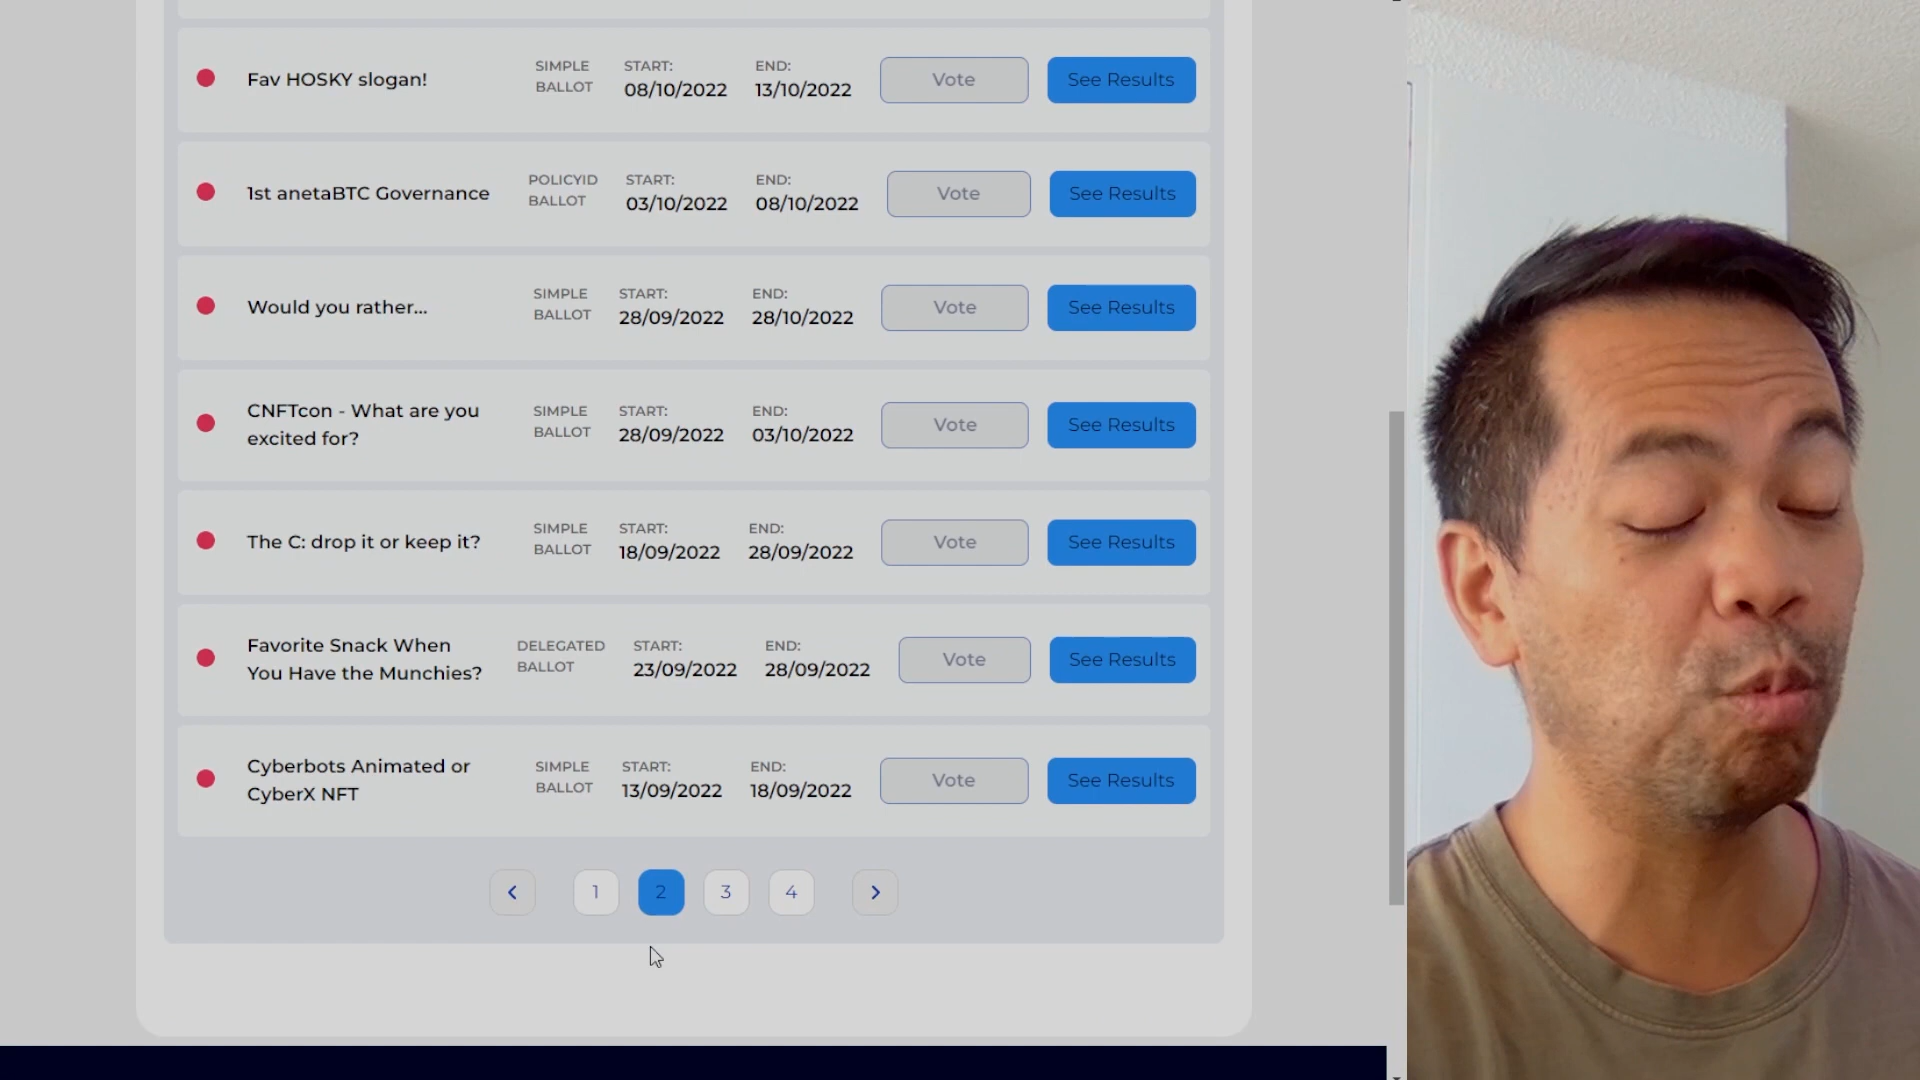 Fav HOSKY slogan!
SIMPLE
BALLOT
START:
08/10/2022
END:
13/10/2022
Vote
See Results
1st anetaBTC Governance
POLICYID
BALLOT
START:
03/10/2022
END:
08/10/2022
Vote
See Results
Would you rather...
SIMPLE
BALLOT
START:
28/09/2022
END:
28/10/2022
Vote
See Results
CNFTcon - What are you
excited for?
SIMPLE
BALLOT
START:
28/09/2022
END:
03/10/2022
Vote
See Results
The C: drop it or keep it?
SIMPLE
BALLOT
START:
18/09/2022
END:
28/09/2022
Vote
See Results
Favorite Snack When
You Have the Munchies?
DELEGATED
BALLOT
START:
23/09/2022
END:
28/09/2022
Vote
See Results
Cyberbots Animated or
CyberX NFT
SIMPLE
BALLOT
START:
13/09/2022
END:
18/09/2022
Vote
See Results
1 2 3 4